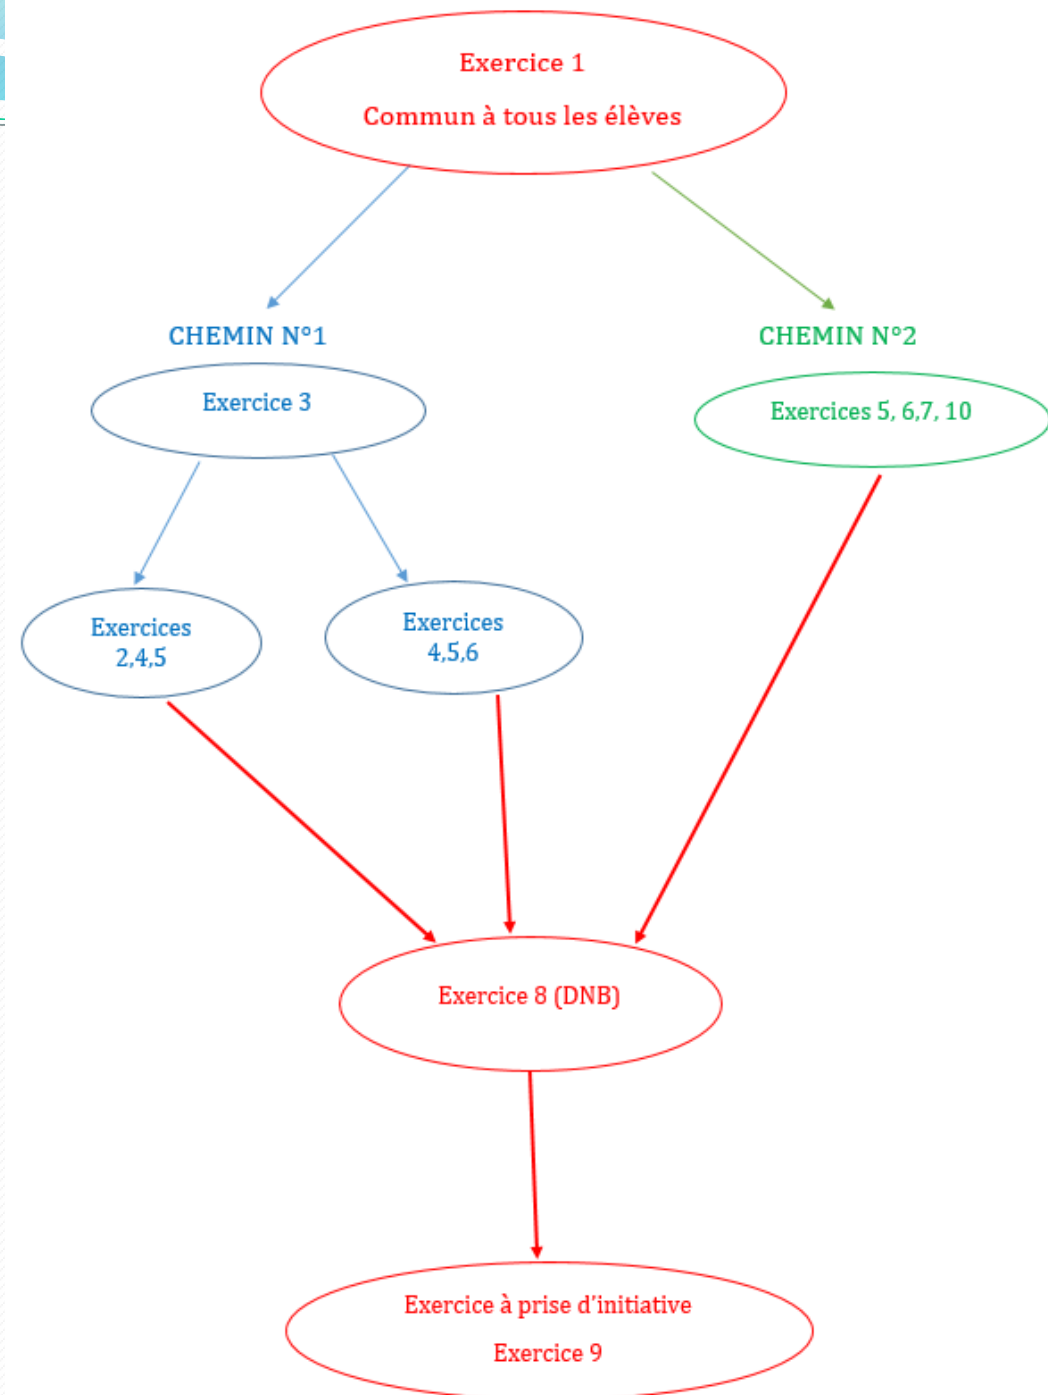 Exercice 1
Commun à tous les élèves
CHEMIN N°1
CHEMIN N°2
Exercice 3
Exercices 5, 6,7, 10
Exercices
2,4,5
Exercices
4,5,6
Exercice 8 (DNB)
Exercice à prise d'initiative
Exercice 9